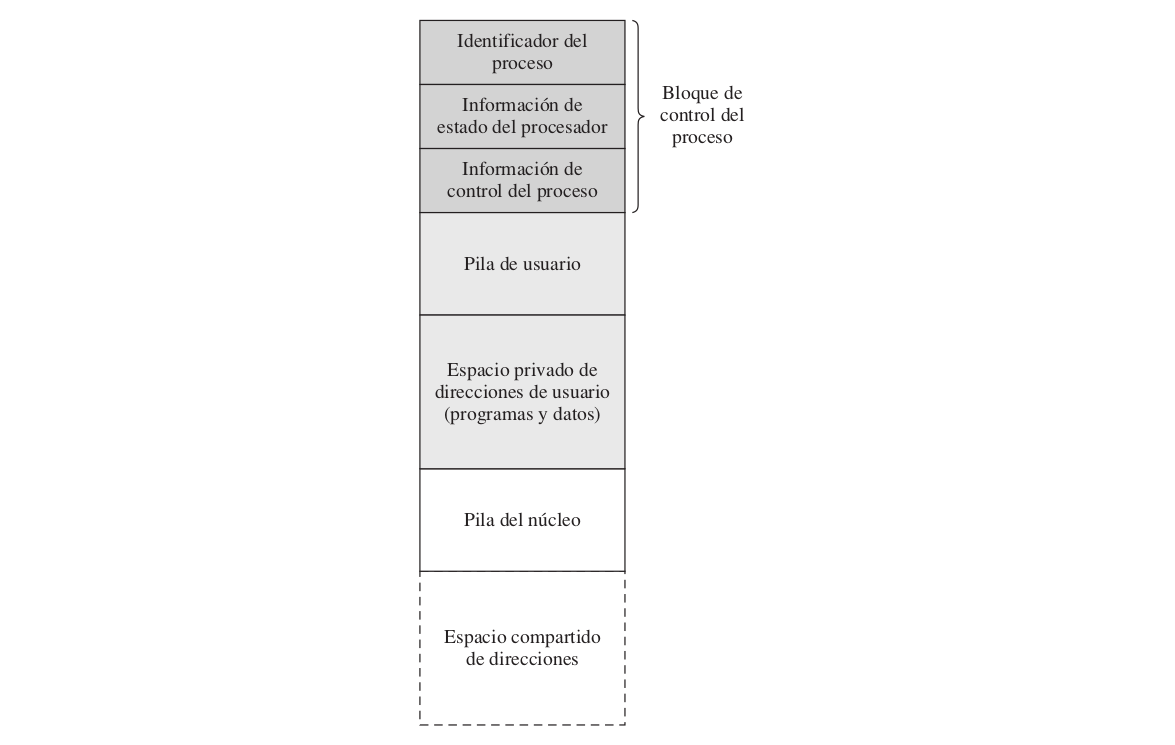 Identificador del
proceso
Información de
estado del procesador
Información de
control del proceso
Bloque de
control del
proceso
Pila de usuario
Espacio privado de
direcciones de usuario
(programas y datos)
Pila del núcleo
Espacio compartido
de direcciones